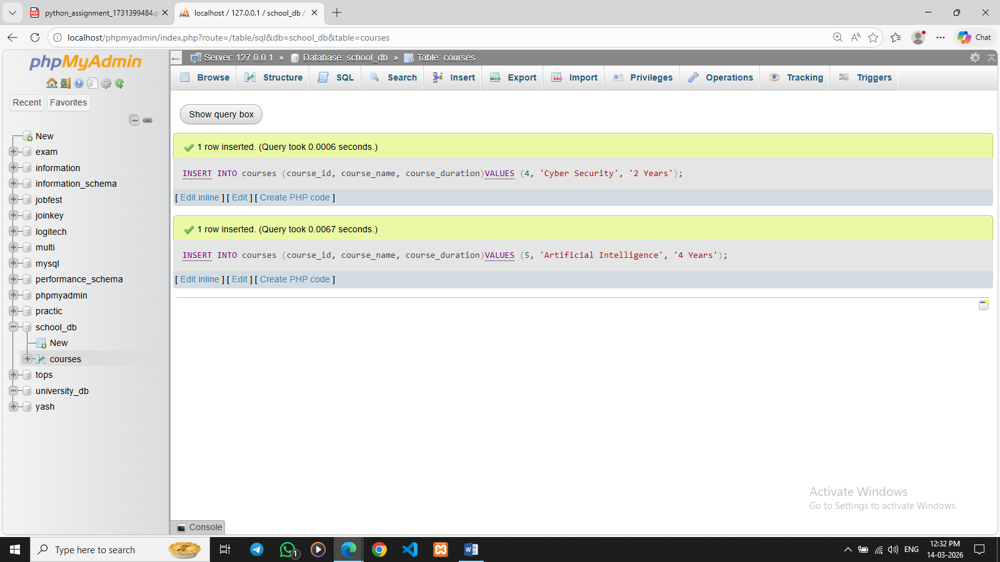 python_assignment_1731399484.p
localhost / 127.0.0.1 / school_db /
localhost/phpmyadmin/index.php?route=/table/sql&db=school_db&table=courses
Chat
phpMyAdmin
Server: 127.0.0.1 » Database: school_db » Table: courses
Browse Structure SQL Search Insert Export Import Privileges Operations Tracking Triggers
Recent Favorites
New
exam
information
information_schema
jobfest
joinkey
logitech
multi
mysql
performance_schema
phpmyadmin
practic
school_db
New
courses
tops
university_db
yash
Show query box
1 row inserted. (Query took 0.0006 seconds.)
INSERT INTO courses (course_id, course_name, course_duration)VALUES (4, 'Cyber Security', '2 Years');
[ Edit inline ] [ Edit ] [ Create PHP code ]
1 row inserted. (Query took 0.0067 seconds.)
INSERT INTO courses (course_id, course_name, course_duration)VALUES (5, 'Artificial Intelligence', '4 Years');
[ Edit inline ] [ Edit ] [ Create PHP code ]
Activate Windows
Go to Settings to activate Windows.
Console
Type here to search
1
ENG
12:32 PM
14-03-2026